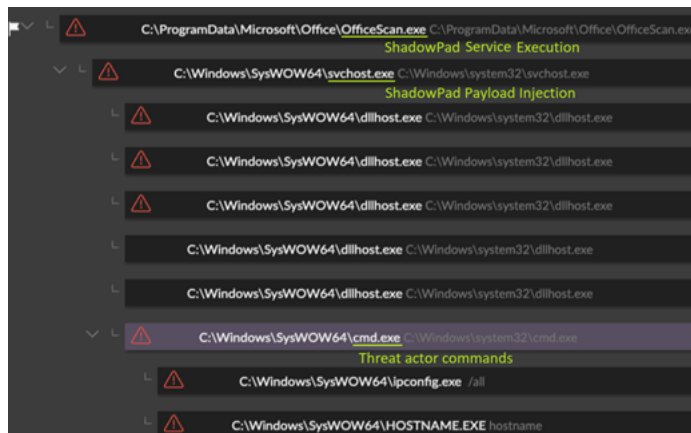 C:\ProgramData\Microsoft\Office\OfficeScan.exe C:\ProgramData\Microsoft\Office\OfficeScan.ex
ShadowPad Service Execution
C:\Windows\SysWOW64\svchost.exe C:\Windows\system32\svchost.exe
ShadowPad Payload Injection
C:\Windows\SysWOW64\dllhost.exe C:\Windows\system32\dllhost.exe
C:\Windows\SysWOW64\dllhost.exe C:\Windows\system32\dllhost.exe
C:\Windows\SysWOW64\dllhost.exe C:\Windows\system32\dllhost.exe
C:\Windows\SysWOW64\dllhost.exe C:\Windows\system32\dllhost.exe
C:\Windows\SysWOW64\dllhost.exe C:\Windows\system32\dllhost.exe
C:\Windows\SysWOW64\cmd.exe C:\Windows\system32\cmd.exe
Threat actor commands
C:\Windows\SysWOW64\ipconfig.exe /all
C:\Windows\SysWOW64\HOSTNAME.EXE hostname